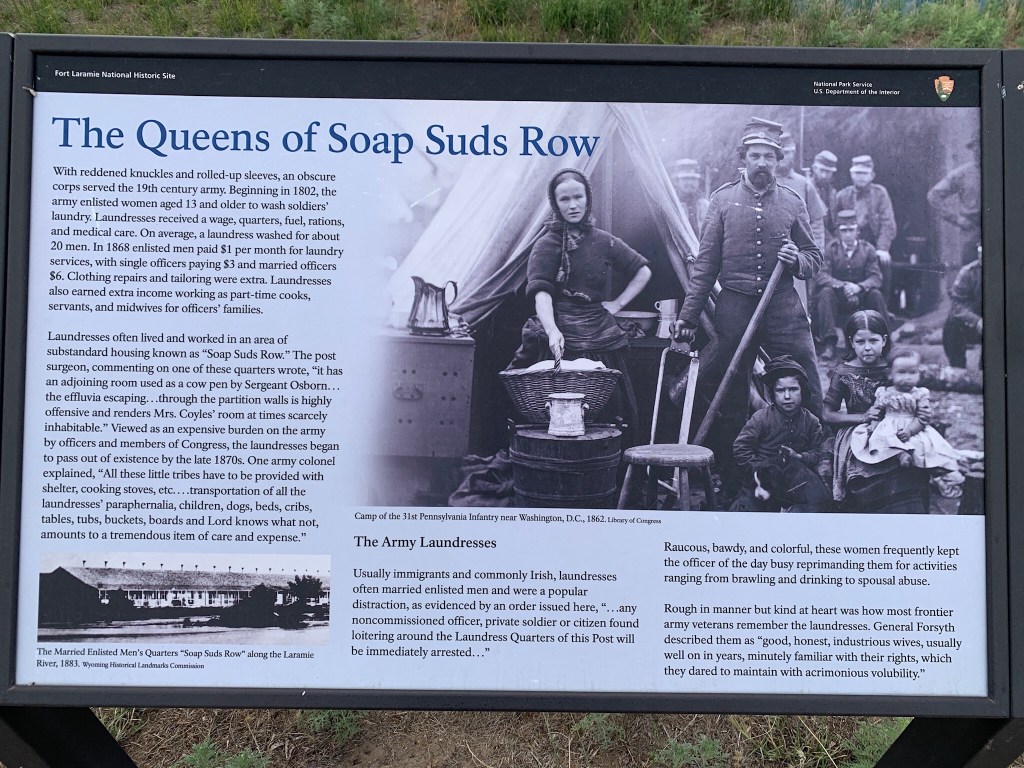 Fort Laramie National Historic Site
National Park Service
U.S. Department of the Interior
The Queens of Soap Suds Row
With reddened knuckles and rolled-up sleeves, an obscure
corps served the 19th century army. Beginning in 1802, the
army enlisted women aged 13 and older to wash soldiers'
laundry. Laundresses received a wage, quarters, fuel, rations,
and medical care. On average, a laundress washed for about
20 men. In 1868 enlisted men paid $1 per month for laundry
services, with single officers paying $3 and married officers
$6. Clothing repairs and tailoring were extra. Laundresses
also earned extra income working as part-time cooks,
servants, and midwives for officers' families.
Laundresses often lived and worked in an area of
substandard housing known as "Soap Suds Row." The post
surgeon, commenting on one of these quarters wrote, "it has
an adjoining room used as a cow pen by Sergeant Osborn…
the effluvia escaping…through the partition walls is highly
offensive and renders Mrs. Coyles' room at times scarcely
inhabitable." Viewed as an expensive burden on the army
by officers and members of Congress, the laundresses began
to pass out of existence by the late 1870s. One army colonel
explained, "All these little tribes have to be provided with
shelter, cooking stoves, etc.…transportation of all the
laundresses' paraphernalia, children, dogs, beds, cribs,
tables, tubs, buckets, boards and Lord knows what not,
amounts to a tremendous item of care and expense."
The Married Enlisted Men's Quarters "Soap Suds Row" along the Laramie
River, 1883. Wyoming Historical Landmarks Commission
Camp of the 31st Pennsylvania Infantry near Washington, D.C., 1862. Library of Congress
The Army Laundresses
Usually immigrants and commonly Irish, laundresses
often married enlisted men and were a popular
distraction, as evidenced by an order issued here, "…any
noncommissioned officer, private soldier or citizen found
loitering around the Laundress Quarters of this Post will
be immediately arrested…"
Raucous, bawdy, and colorful, these women frequently kept
the officer of the day busy reprimanding them for activities
ranging from brawling and drinking to spousal abuse.
Rough in manner but kind at heart was how most frontier
army veterans remember the laundresses. General Forsyth
described them as "good, honest, industrious wives, usually
well on in years, minutely familiar with their rights, which
they dared to maintain with acrimonious volubility."